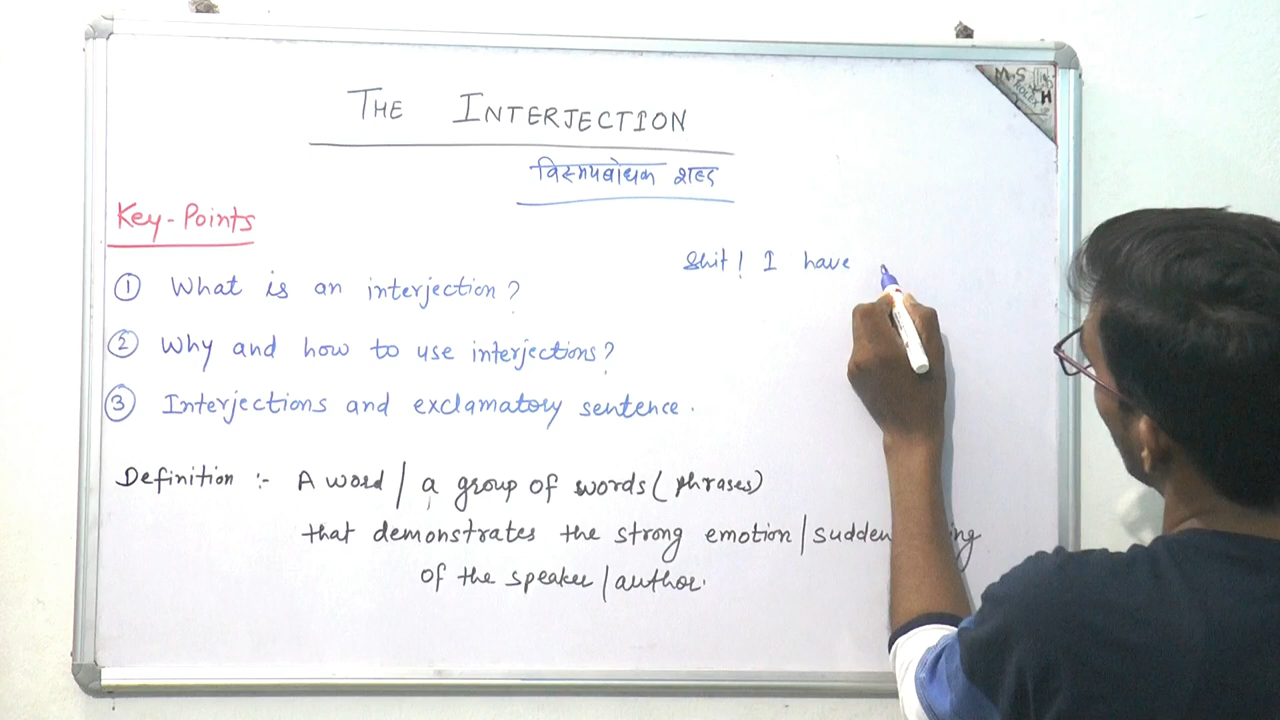 THE INTERJECTION
विस्मयबोधक शब्द
Key-Points
① What is an interjection?
Shit! I have
② Why and how to use interjections?
③ Interjections and exclamatory sentence.
Definition :- A word / a group of words (phrases)
that demonstrates the strong emotion / sudden
of the speaker / author.